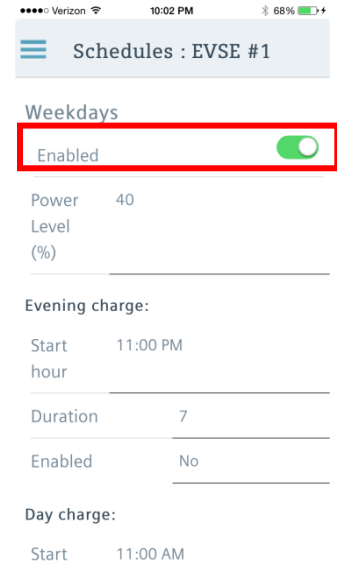 Verizon 10:02 PM 68%
Schedules : EVSE #1
Weekdays
Enabled
Power 40
Level
(%)
Evening charge:
Start 11:00 PM
hour
Duration 7
Enabled No
Day charge:
Start 11:00 AM